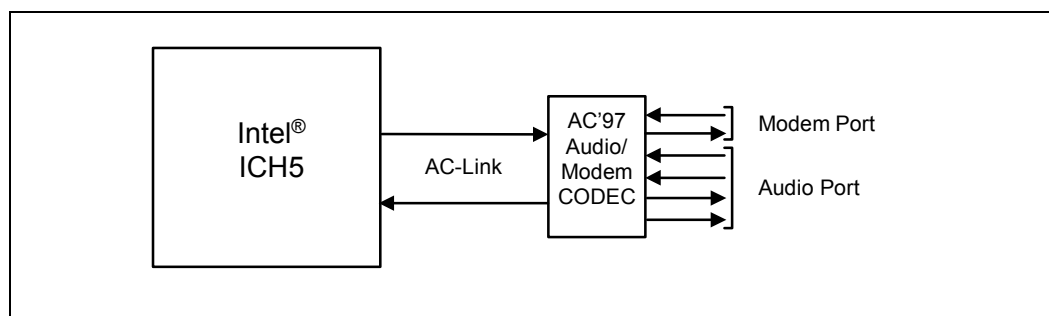 Intel®
ICH5
AC-Link
AC'97
Audio/
Modem
CODEC
Modem Port
Audio Port